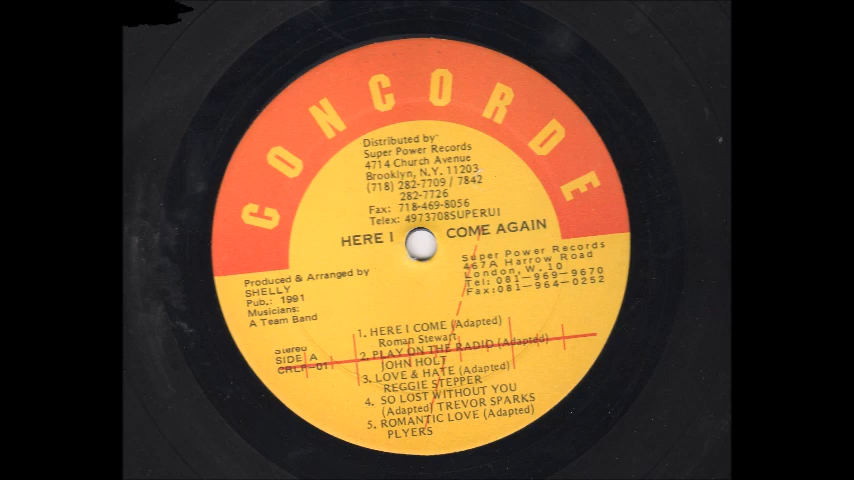 CONCORDE
Distributed by
Super Power Records
4714 Church Avenue
Brooklyn, N.Y. 11203
(718) 282-7709 / 7842
282-7726
Fax: 718-469-8056
Telex: 4973708SUPERUI
HERE I COME AGAIN
Produced & Arranged by
SHELLY
Pub.: 1991
Musicians:
A Team Band
Super Power Records
467A Harrow Road
London, W. 10
Tel: 081-969-9670
Fax: 081-964-0252
Stereo
SIDE A
CRLP-01
1. HERE I COME (Adapted)
Roman Stewart
2. PLAY ON THE RADIO (Adapted)
JOHN HOLT
3. LOVE & HATE (Adapted)
REGGIE STEPPER
4. SO LOST WITHOUT YOU
(Adapted) TREVOR SPARKS
5. ROMANTIC LOVE (Adapted)
PLYERS